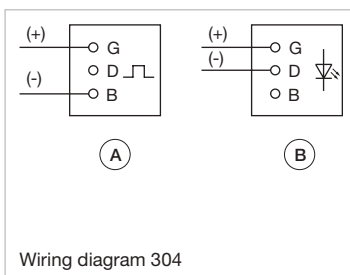 (+) G
D
(-) B
(+) G
(-) D
B
A B
Wiring diagram 304